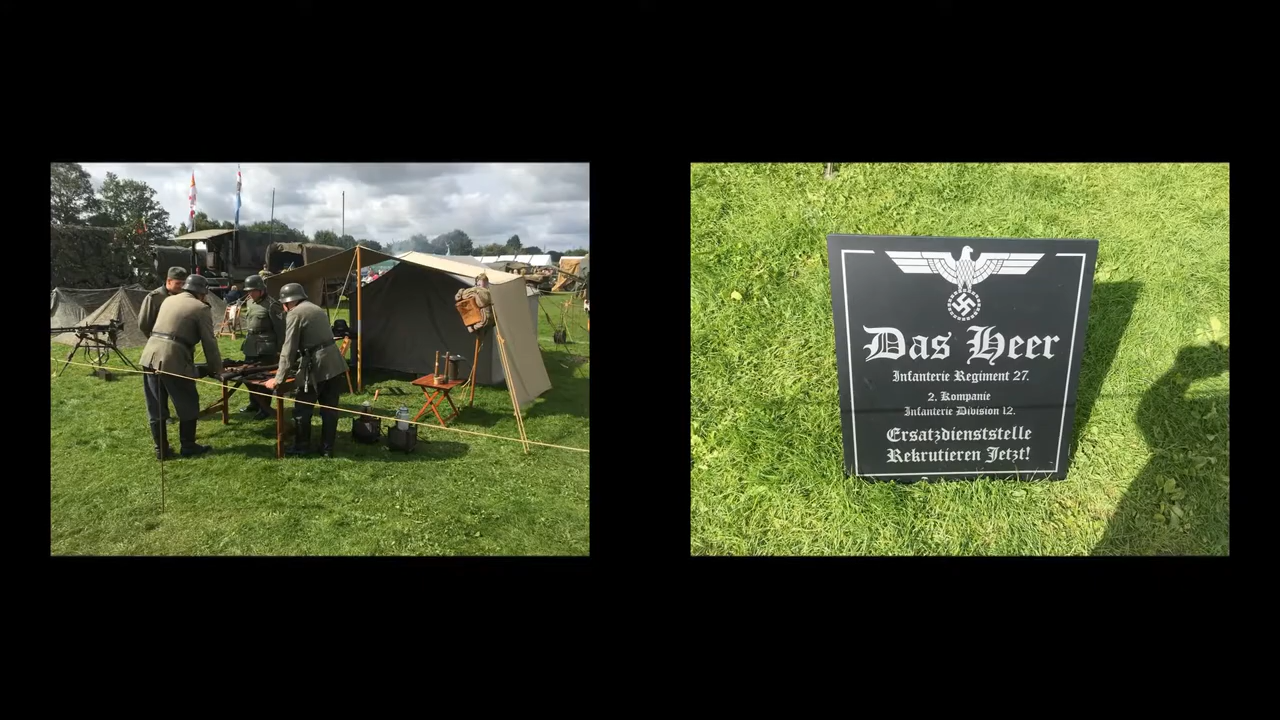 Das Heer
Infanterie Regiment 27.
2. Kompanie
Infanterie Division 12.
Ersatzdienststelle
Rekrutieren Jetzt!